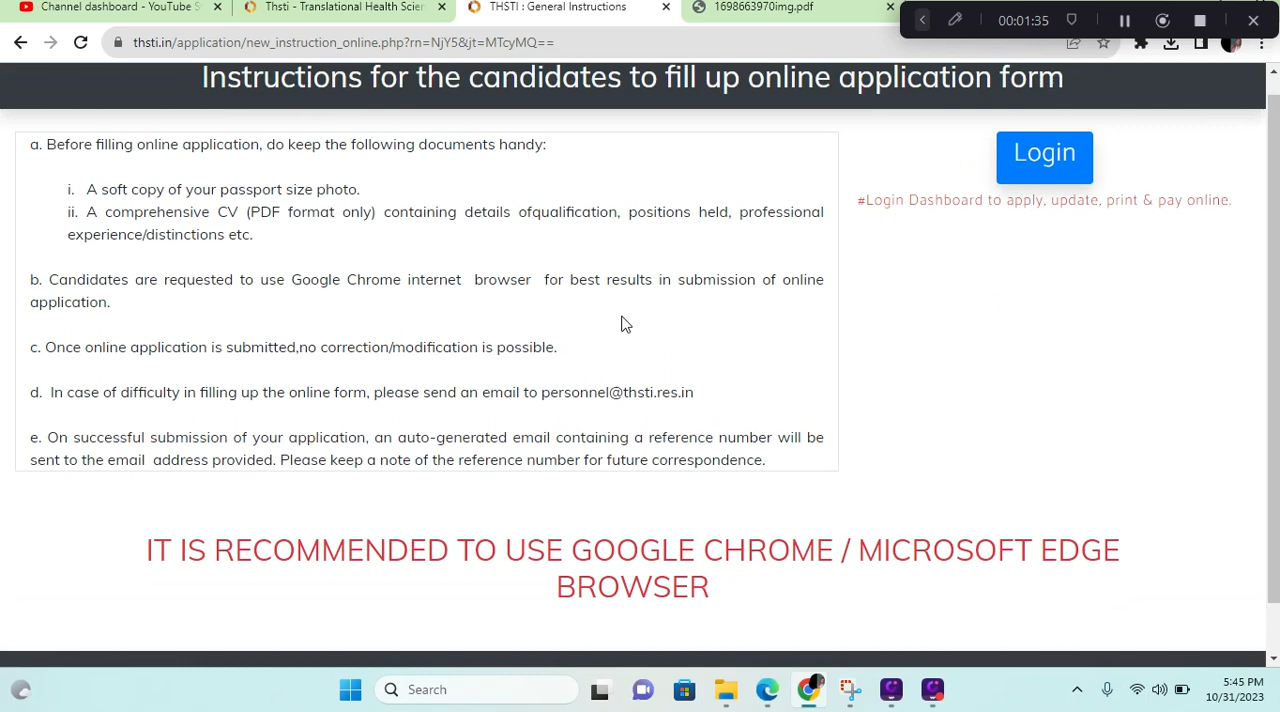 Channel dashboard - YouTube S
Thsti - Translational Health Scien
THSTI : General Instructions
1698663970img.pdf
00:01:35
thsti.in/application/new_instruction_online.php?rn=NjY5&jt=MTcyMQ==
Instructions for the candidates to fill up online application form
a. Before filling online application, do keep the following documents handy:
i. A soft copy of your passport size photo.
ii. A comprehensive CV (PDF format only) containing details ofqualification, positions held, professional
experience/distinctions etc.
b. Candidates are requested to use Google Chrome internet browser for best results in submission of online
application.
c. Once online application is submitted,no correction/modification is possible.
d. In case of difficulty in filling up the online form, please send an email to personnel@thsti.res.in
e. On successful submission of your application, an auto-generated email containing a reference number will be
sent to the email address provided. Please keep a note of the reference number for future correspondence.
Login
#Login Dashboard to apply, update, print & pay online.
IT IS RECOMMENDED TO USE GOOGLE CHROME / MICROSOFT EDGE
BROWSER
Search
5:45 PM
10/31/2023